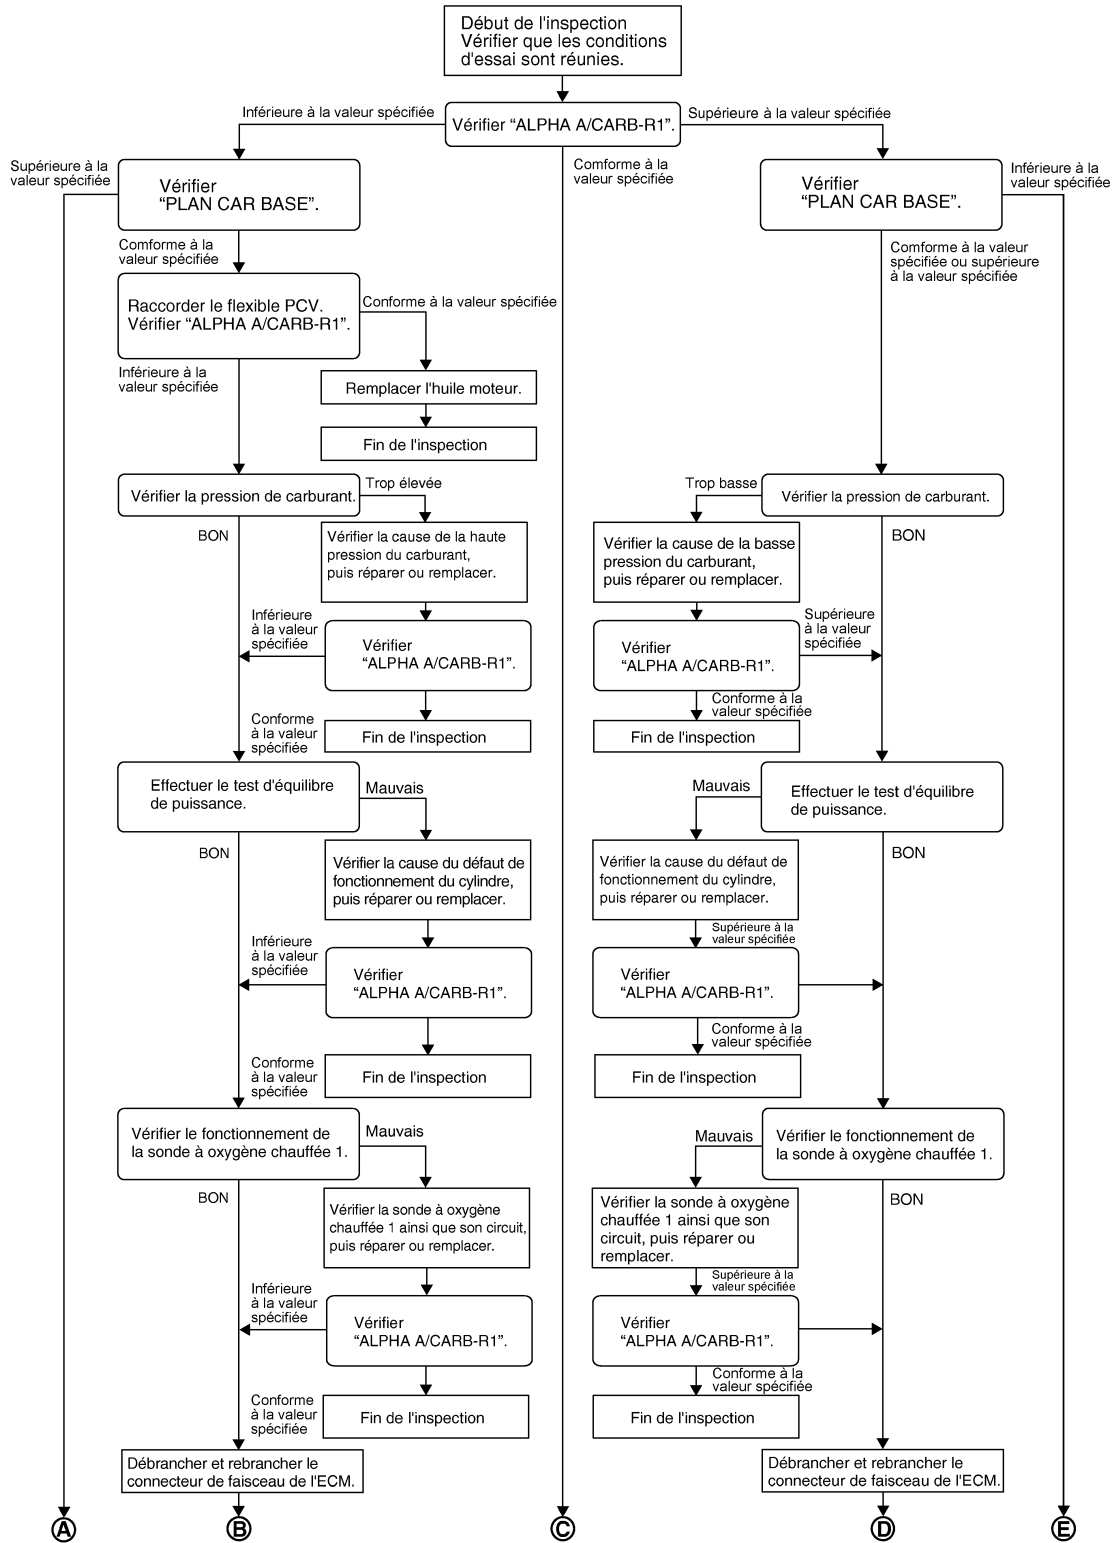 Début de l'inspection
Vérifier que les conditions
d'essai sont réunies.
Inférieure à la valeur spécifiée
Vérifier “ALPHA A/CARB-R1”.
Supérieure à la valeur spécifiée
Supérieure à la
valeur spécifiée
Vérifier
“PLAN CAR BASE”.
Comforme à la
valeur spécifiée
Vérifier
“PLAN CAR BASE”.
Inférieure à la
valeur spécifiée
Comforme à la
valeur spécifiée
Comforme à la valeur
spécifiée ou supérieure
à la valeur spécifiée
Raccorder le flexible PCV.
Vérifier “ALPHA A/CARB-R1”.
Conforme à la valeur spécifiée
Inférieure à la
valeur spécifiée
Remplacer l'huile moteur.
Fin de l'inspection
Vérifier la pression de carburant.
Trop élevée
Trop basse
Vérifier la pression de carburant.
BON
Vérifier la cause de la haute
pression du carburant,
puis réparer ou remplacer.
Vérifier la cause de la basse
pression du carburant,
puis réparer ou remplacer.
BON
Inférieure
à la valeur
spécifiée
Vérifier
“ALPHA A/CARB-R1”.
Vérifier
“ALPHA A/CARB-R1”.
Supérieure
à la valeur
spécifiée
Conforme
à la valeur
spécifiée
Fin de l'inspection
Conforme à la
valeur spécifiée
Fin de l'inspection
Effectuer le test d'équilibre
de puissance.
Mauvais
Mauvais
Effectuer le test d'équilibre
de puissance.
BON
Vérifier la cause du défaut de
fonctionnement du cylindre,
puis réparer ou remplacer.
Vérifier la cause du défaut de
fonctionnement du cylindre,
puis réparer ou remplacer.
BON
Inférieure
à la valeur
spécifiée
Vérifier
“ALPHA A/CARB-R1”.
Supérieure à la
valeur spécifiée
Vérifier
“ALPHA A/CARB-R1”.
Conforme
à la valeur
spécifiée
Fin de l'inspection
Conforme à la
valeur spécifiée
Fin de l'inspection
Vérifier le fonctionnement de
la sonde à oxygène chauffée 1.
Mauvais
Mauvais
Vérifier le fonctionnement de
la sonde à oxygène chauffée 1.
BON
Vérifier la sonde à oxygène
chauffée 1 ainsi que son circuit,
puis réparer ou remplacer.
Vérifier la sonde à oxygène
chauffée 1 ainsi que son
circuit, puis réparer ou
remplacer.
BON
Inférieure
à la valeur
spécifiée
Vérifier
“ALPHA A/CARB-R1”.
Supérieure à la
valeur spécifiée
Vérifier
“ALPHA A/CARB-R1”.
Conforme
à la valeur
spécifiée
Fin de l'inspection
Conforme à la
valeur spécifiée
Fin de l'inspection
Débrancher et rebrancher le
connecteur de faisceau de l'ECM.
Débrancher et rebrancher le
connecteur de faisceau de l'ECM.
A
B
C
D
E